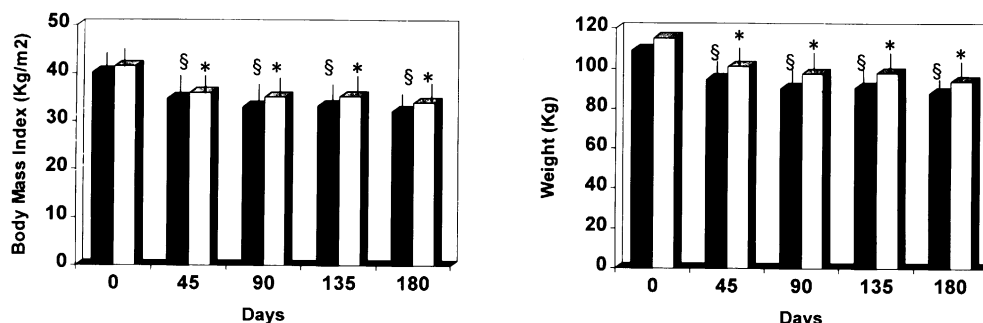 50
40
30
20
10
0
Body Mass Index (Kg/m2)
§ * § * § * § *
0 45 90 135 180
Days
120
100
80
60
40
20
0
Weight (Kg)
§ * § * § * § *
0 45 90 135 180
Days